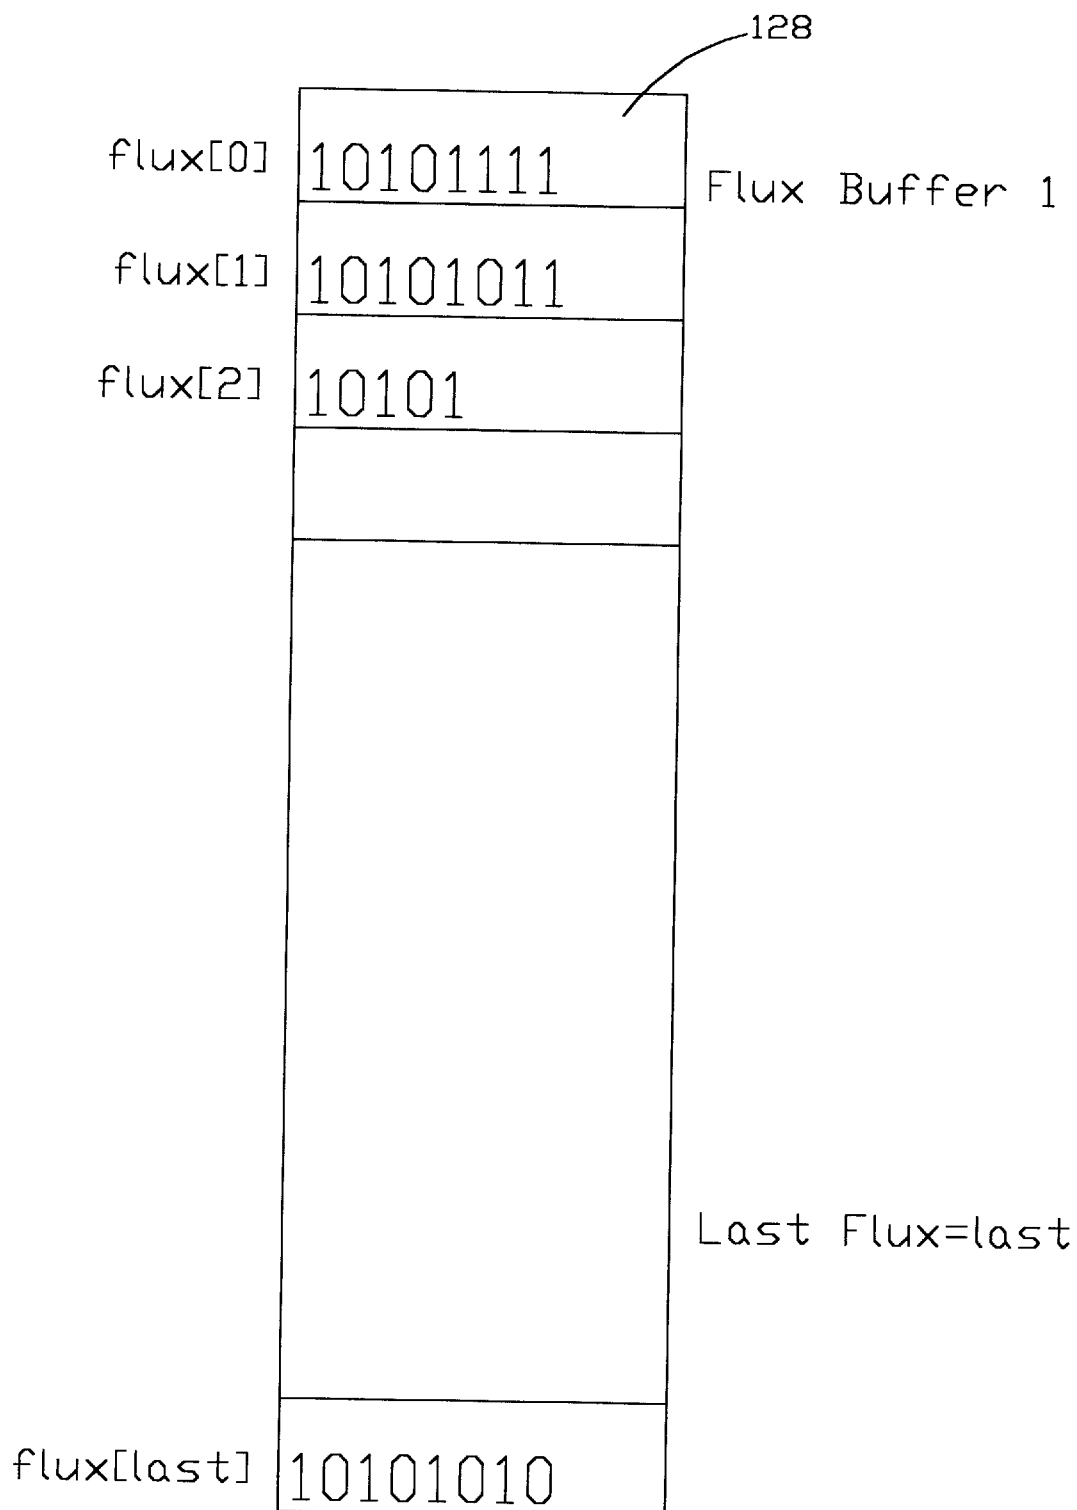 128
flux[0] 10101111
Flux Buffer 1
flux[1] 10101011
flux[2] 10101
Last Flux=last
flux[last] 10101010